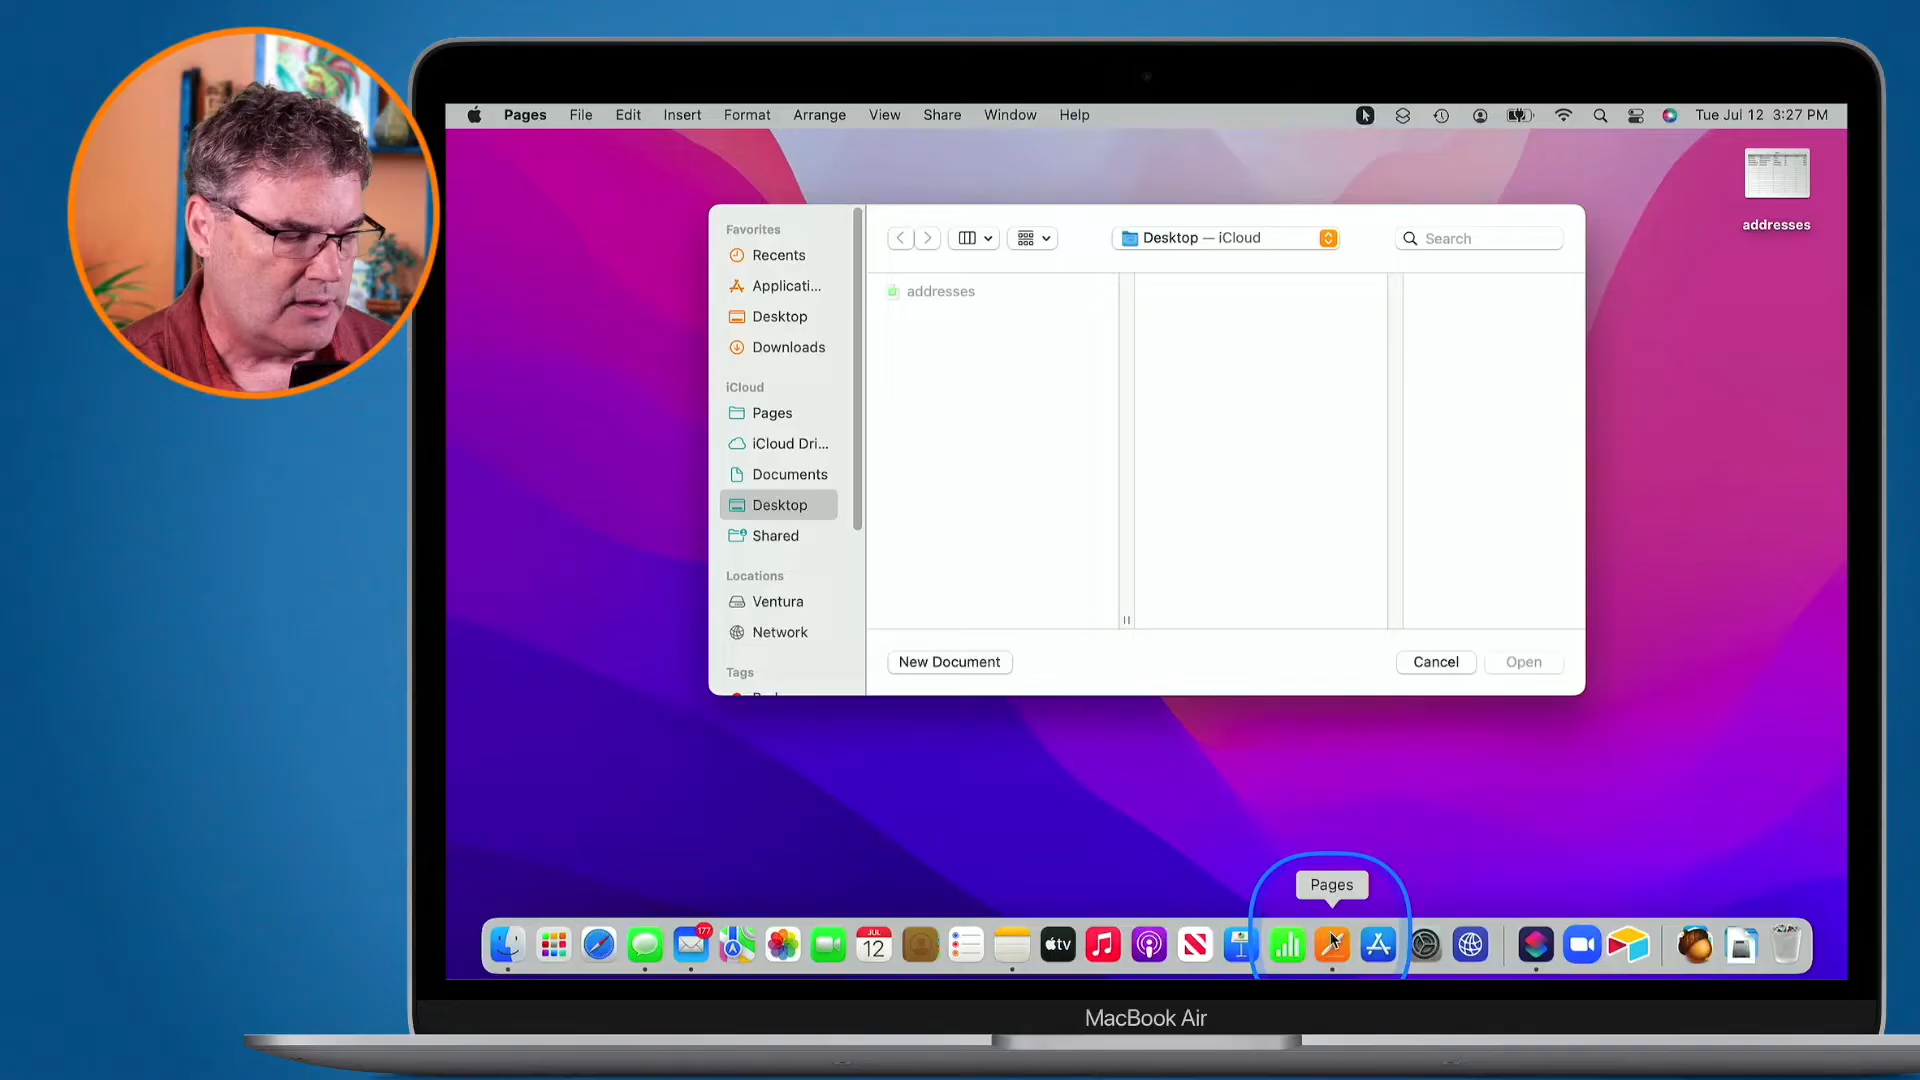 Pages File Edit Insert Format Arrange View Share Window Help Tue Jul 12 3:27 PM
addresses
Favorites
Recents
Applicati...
Desktop
Downloads
iCloud
Pages
iCloud Dri...
Documents
Desktop
Shared
Locations
Ventura
Network
Tags
Desktop — iCloud
Search
addresses
New Document
Cancel
Open
Pages
177
JUL
12
tv
MacBook Air